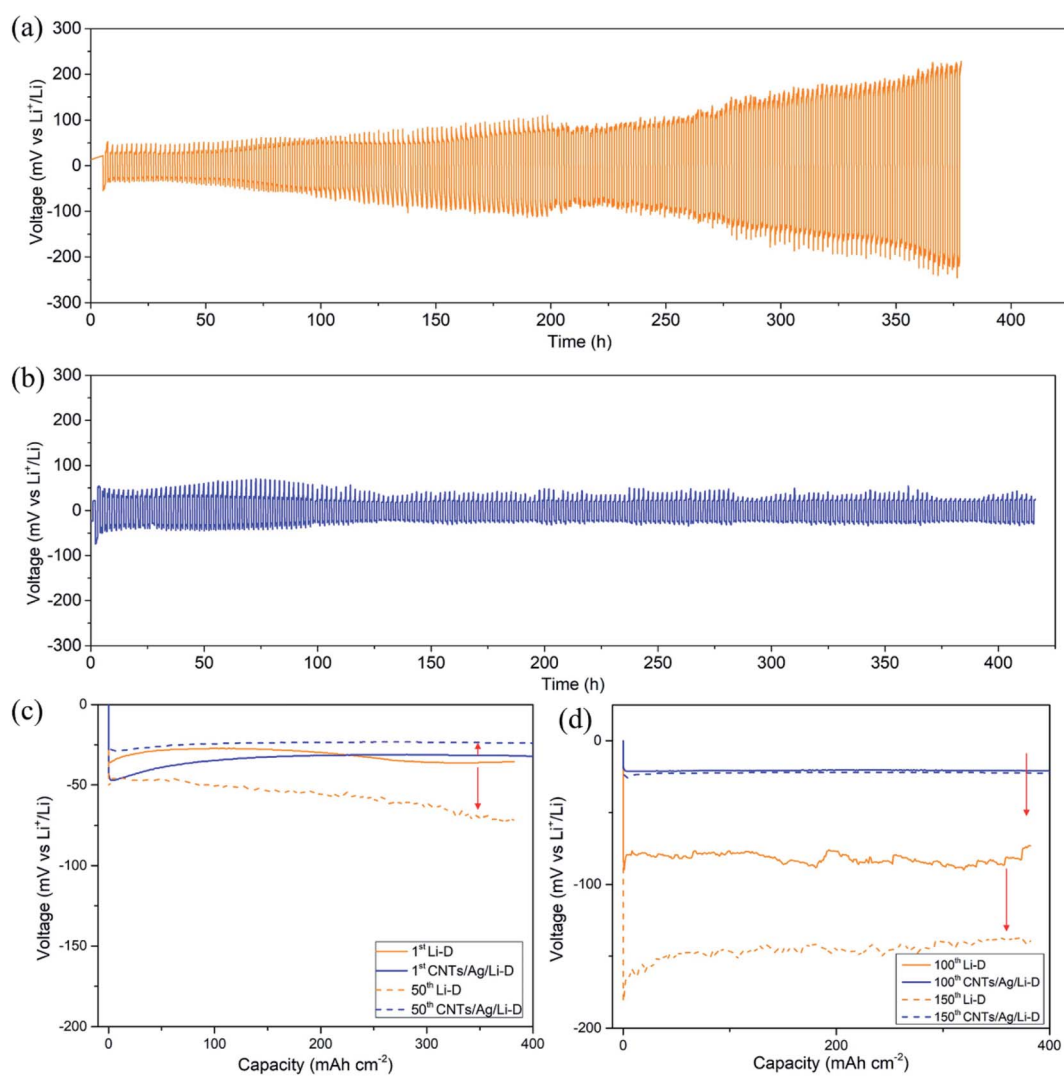 (a)
300
200
100
0
-100
-200
-300
Voltage (mV vs Li⁺/Li)
0 50 100 150 200 250 300 350 400
Time (h)
(b)
300
200
100
0
-100
-200
-300
Voltage (mV vs Li⁺/Li)
0 50 100 150 200 250 300 350 400
Time (h)
(c)
0
-50
-100
-150
-200
Voltage (mV vs Li⁺/Li)
1ˢᵗ Li-D
1ˢᵗ CNTs/Ag/Li-D
50ᵗʰ Li-D
50ᵗʰ CNTs/Ag/Li-D
0 100 200 300 400
Capacity (mAh cm⁻²)
(d)
0
-100
-200
Voltage (mV vs Li⁺/Li)
100ᵗʰ Li-D
100ᵗʰ CNTs/Ag/Li-D
150ᵗʰ Li-D
150ᵗʰ CNTs/Ag/Li-D
0 200 400
Capacity (mAh cm⁻²)